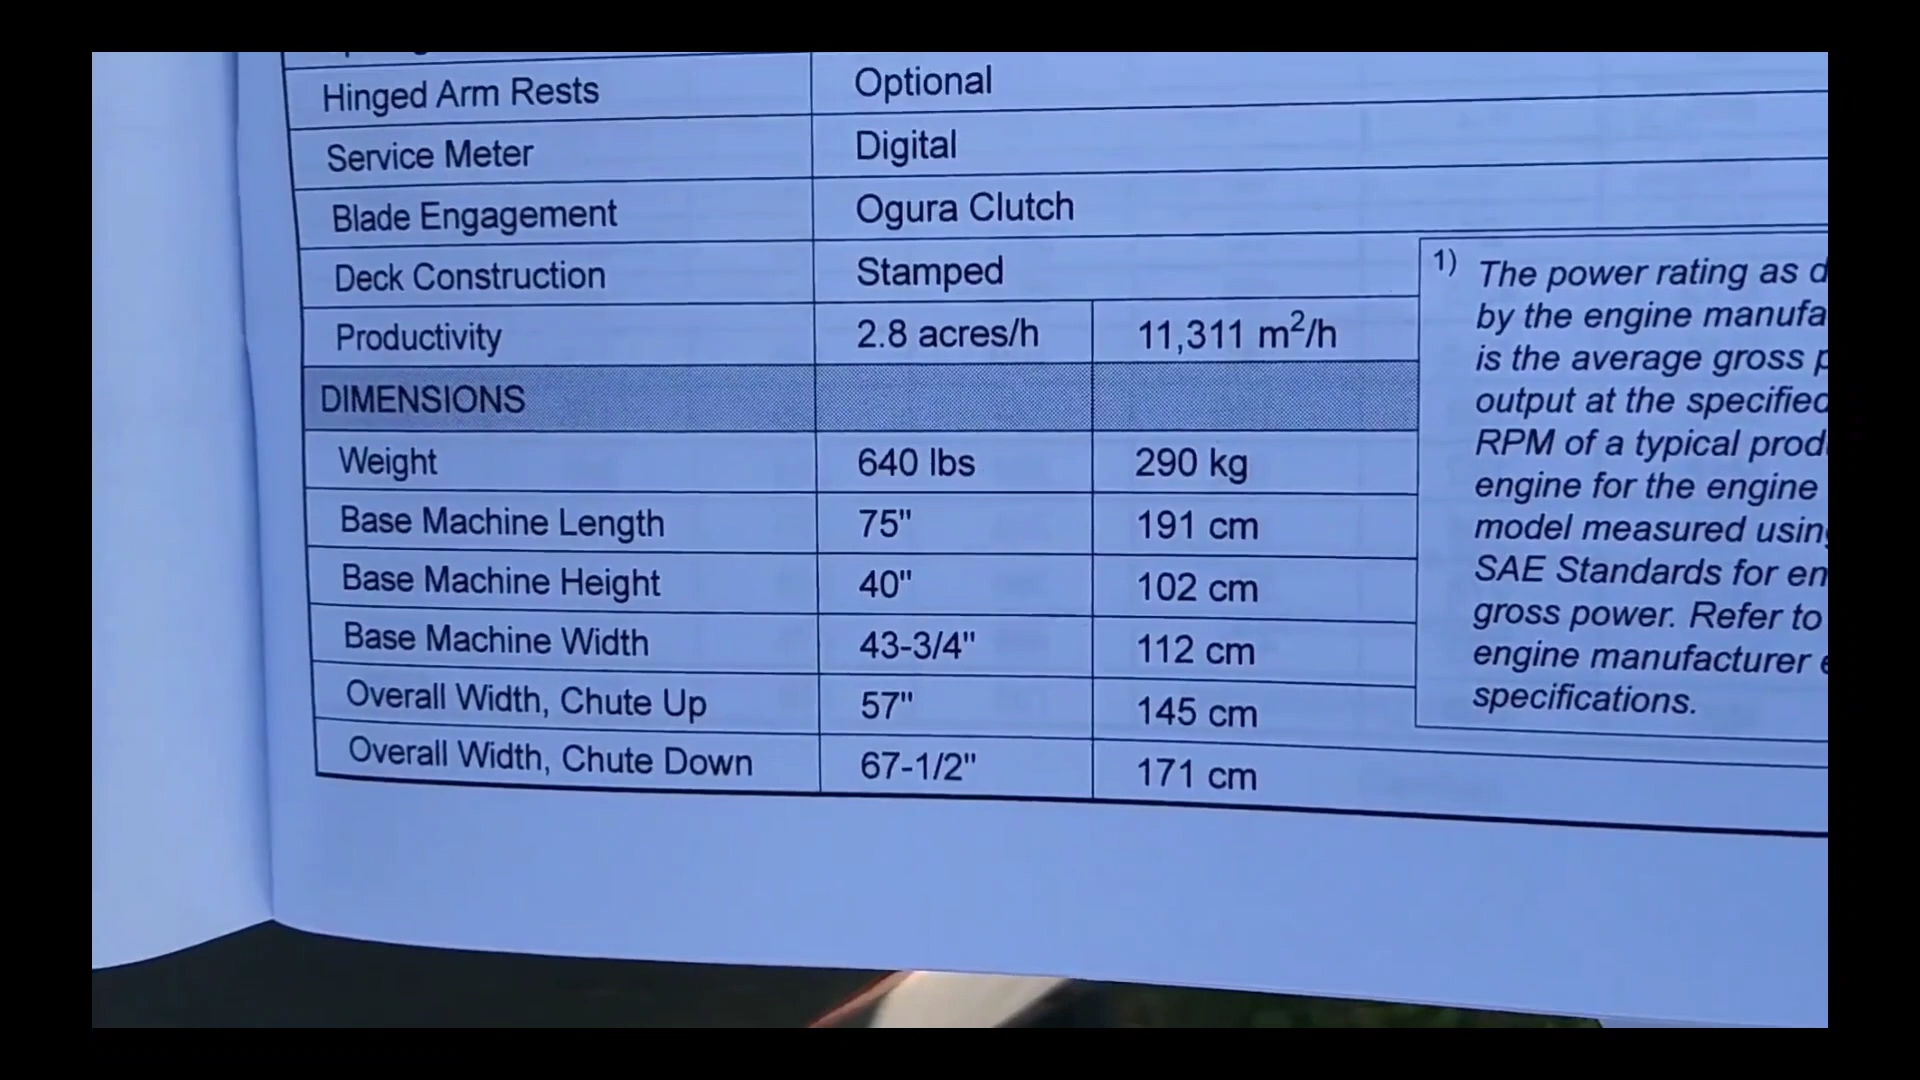 Hinged Arm Rests Optional
Service Meter Digital
Blade Engagement Ogura Clutch
Deck Construction Stamped
Productivity 2.8 acres/h 11,311 m²/h
DIMENSIONS
Weight 640 lbs 290 kg
Base Machine Length 75" 191 cm
Base Machine Height 40" 102 cm
Base Machine Width 43-3/4" 112 cm
Overall Width, Chute Up 57" 145 cm
Overall Width, Chute Down 67-1/2" 171 cm
1) The power rating as
by the engine
is the average gross
output at the
RPM of a typical
engine for the engine
model measured
SAE Standards for
gross power. Refer to
engine manufacturer
specifications.